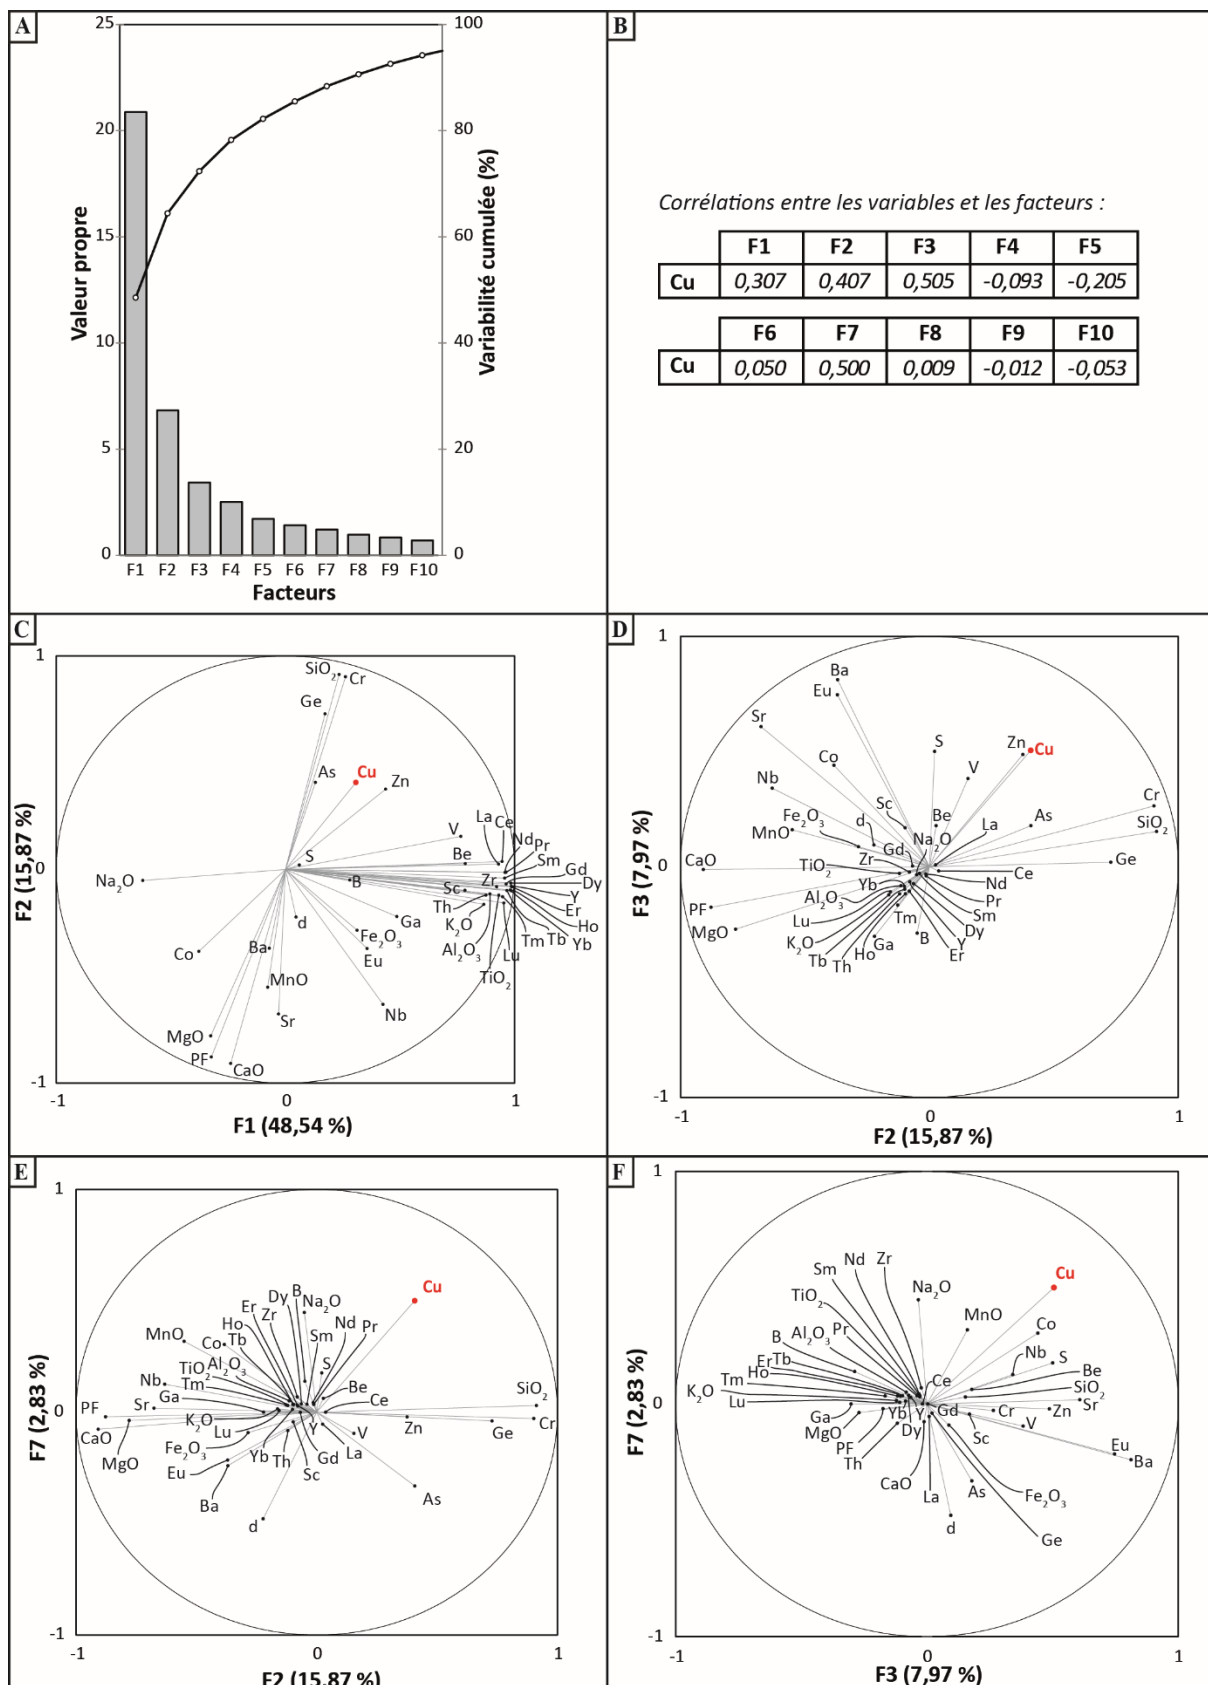 A
25
20
15
10
5
0
Valeur propre
100
80
60
40
20
0
Variabilité cumulée (%)
F1 F2 F3 F4 F5 F6 F7 F8 F9 F10
Facteurs
B
Corrélations entre les variables et les facteurs :
F1 F2 F3 F4 F5
Cu 0,307 0,407 0,505 -0,093 -0,205
F6 F7 F8 F9 F10
Cu 0,050 0,500 0,009 -0,012 -0,053
C
1
SiO₂ Cr
Ge
As Cu
Zn
V La Ce
Nd Pr
Be Sm
S
Gd
Na₂O B Sc Zr Dy
Th Y
d Ga K₂O Er
Fe₂O₃ Al₂O₃ Ho
Co Ba Eu Lu Tm Tb Yb
MnO TiO₂
Sr Nb
MgO
PF
CaO
0
-1
-1 0 1
F2 (15,87 %)
F1 (48,54 %)
D
1
Ba
Eu
Sr
S Zn Cu
Co V
Nb Cr
Sc Be As SiO₂
Fe₂O₃ d La
MnO Na₂O
Gd
CaO Zr Ge
TiO₂ Ce
Yb Nd
PF Al₂O₃ Pr
Lu Tm Sm
MgO K₂O Dy
Tb Th Ho Ga B Er Y
0
-1
-1 0 1
F3 (7,97 %)
F2 (15,87 %)
E
1
Cu
Dy B Na₂O
Er Zr Nd
Ho Sm Pr
MnO Co Tb
TiO₂ Al₂O₃ S
Nb Tm Be
Ga Ce SiO₂
PF Sr
K₂O Y Zn Ge Cr
CaO Lu V
MgO Fe₂O₃ Yb Gd La
Eu Th Sc
Ba As
d
0
-1
-1 0 1
F7 (2,83 %)
F2 (15,87 %)
F
1
Nd Zr
Sm Cu
TiO₂ Na₂O
MnO
B Al₂O₃ Pr Co
Er Tb Nb S
Tm Ho Ce Be
K₂O SiO₂
Lu Sr
Ga Yb Y Gd Cr Zn
MgO Dy V
PF Sc
Th Eu
CaO Ba
La As Fe₂O₃
d Ge
0
-1
-1 0 1
F7 (2,83 %)
F3 (7,97 %)